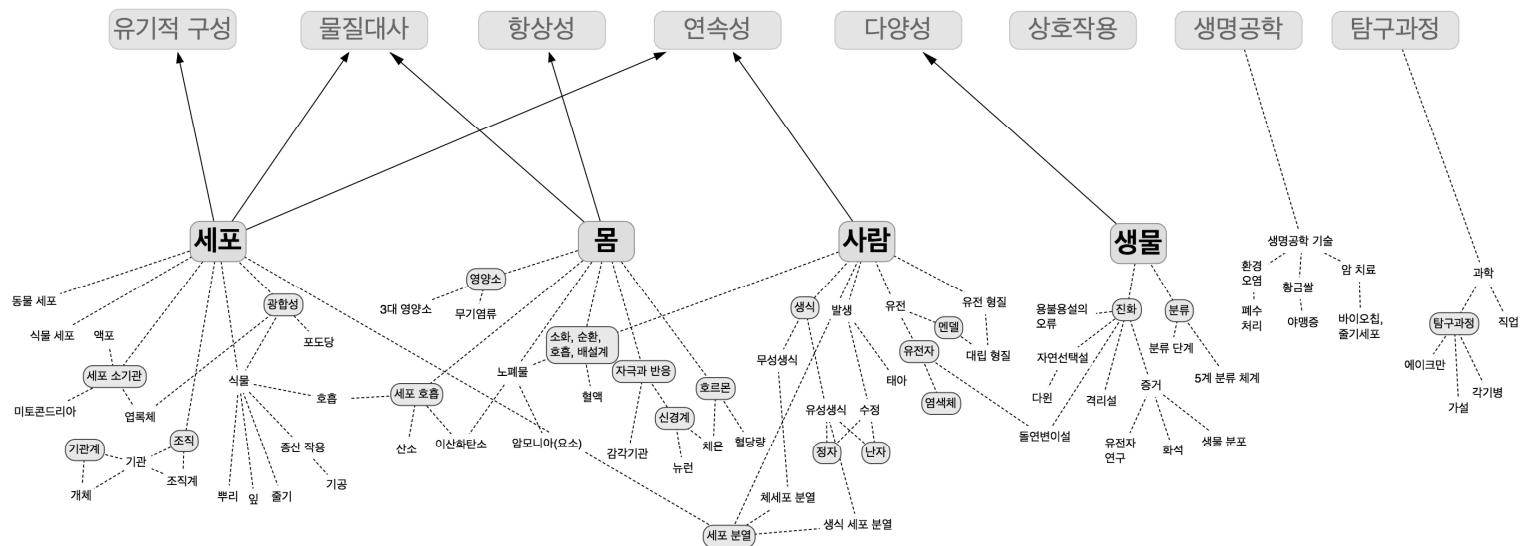 유기적 구성
물질대사
항상성
연속성
다양성
상호작용
생명공학
탐구과정
세포
몸
사람
생물
동물 세포
식물 세포
액포
세포 소기관
미토콘드리아
엽록체
광합성
포도당
식물
호흡
기관계
기관
개체
조직
조직계
증산 작용
기공
뿌리
잎
줄기
영양소
3대 영양소
무기염류
소화, 순환,
호흡, 배설계
노폐물
혈액
세포 호흡
산소
이산화탄소
암모니아(요소)
자극과 반응
감각기관
신경계
뉴런
호르몬
체온
혈당량
생식
발생
무성생식
유성생식
수정
태아
정자
난자
체세포 분열
생식 세포 분열
세포 분열
유전
유전 형질
멘델
대립 형질
유전자
염색체
돌연변이설
용불용설의
오류
진화
분류
분류 단계
5계 분류 체계
자연선택설
다윈
격리설
증거
유전자
연구
화석
생물 분포
생명공학 기술
환경
오염
폐수
처리
황금쌀
야맹증
암 치료
바이오칩,
줄기세포
과학
탐구과정
직업
에이크만
가설
각기병